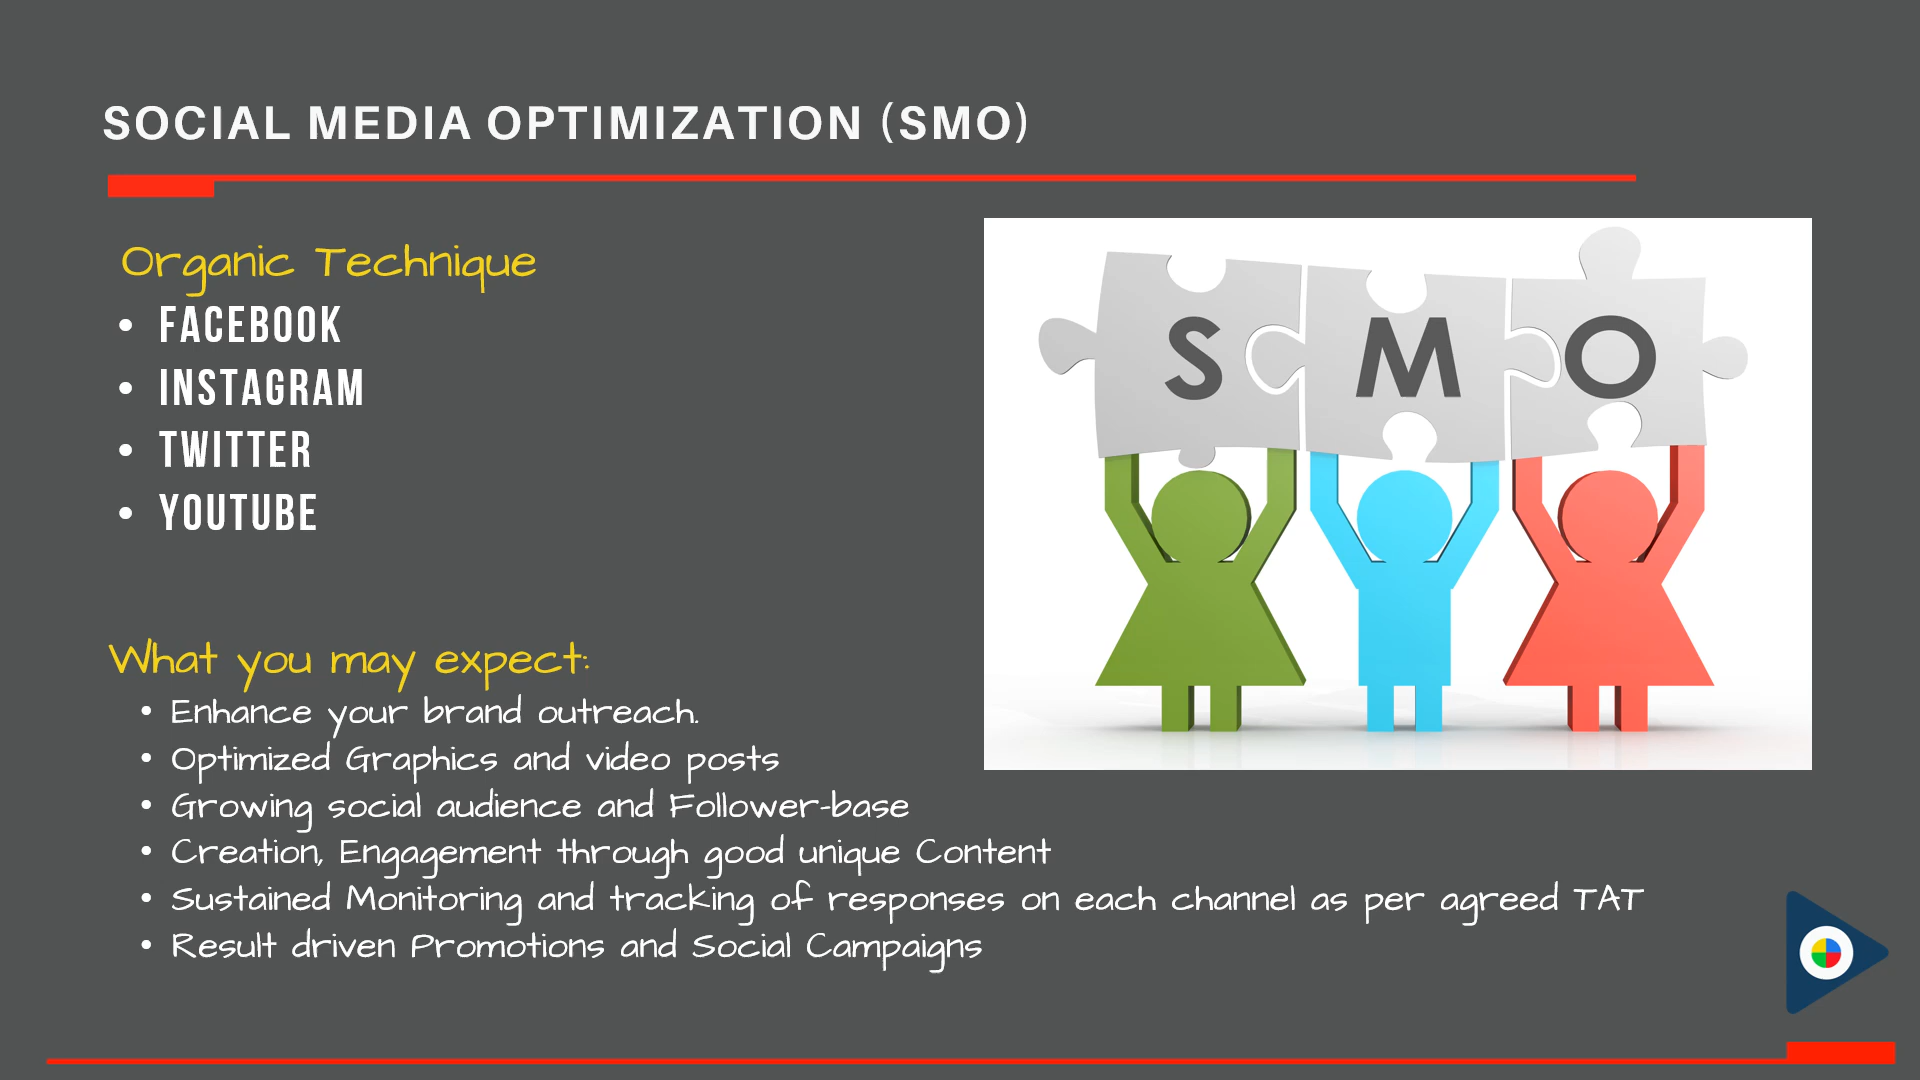 SOCIAL MEDIA OPTIMIZATION (SMO)
Organic Technique
• FACEBOOK
• INSTAGRAM
• TWITTER
• YOUTUBE
S M O
What you may expect:
• Enhance your brand outreach.
• Optimized Graphics and video posts
• Growing social audience and Follower-base
• Creation, Engagement through good unique Content
• Sustained Monitoring and tracking of responses on each channel as per agreed TAT
• Result driven Promotions and Social Campaigns